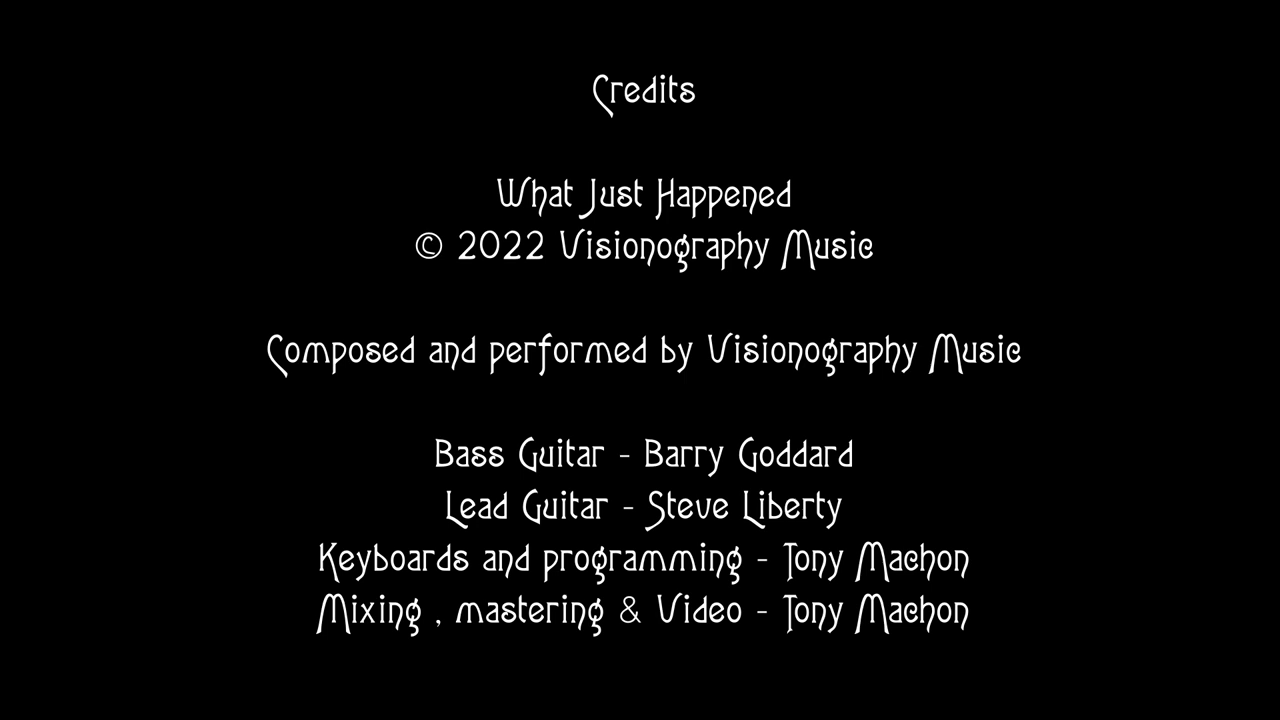 Credits
What Just Happened
© 2022 Visionography Music
Composed and performed by Visionography Music
Bass Guitar - Barry Goddard
Lead Guitar - Steve Liberty
Keyboards and programming - Tony Machon
Mixing , mastering & Video - Tony Machon